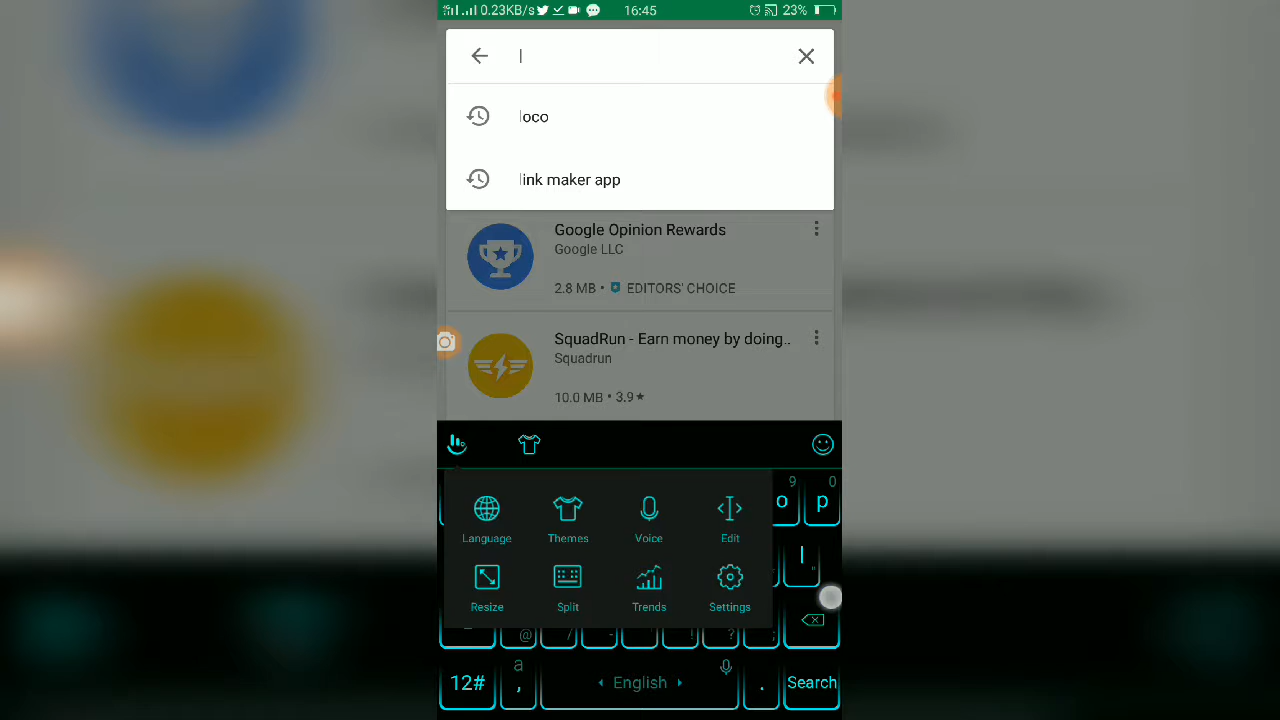 0.23KB/s 16:45 23%
l
loco
link maker app
Google Opinion Rewards
Google LLC
2.8 MB • EDITORS' CHOICE
SquadRun - Earn money by doing..
Squadrun
10.0 MB • 3.9★
9 0
o p
Language Themes Voice Edit
l "
Resize Split Trends Settings
@ / - ! ? ;
a
12# , English . Search